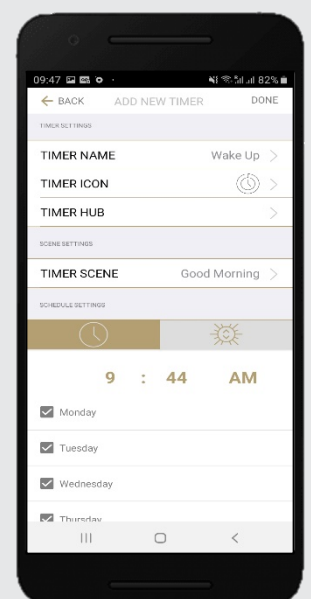 09:47 82%
BACK ADD NEW TIMER DONE
TIMER SETTINGS
TIMER NAME Wake Up
TIMER ICON
TIMER HUB
SCENE SETTINGS
TIMER SCENE Good Morning
SCHEDULE SETTINGS
9 : 44 AM
Monday
Tuesday
Wednesday
Thursday